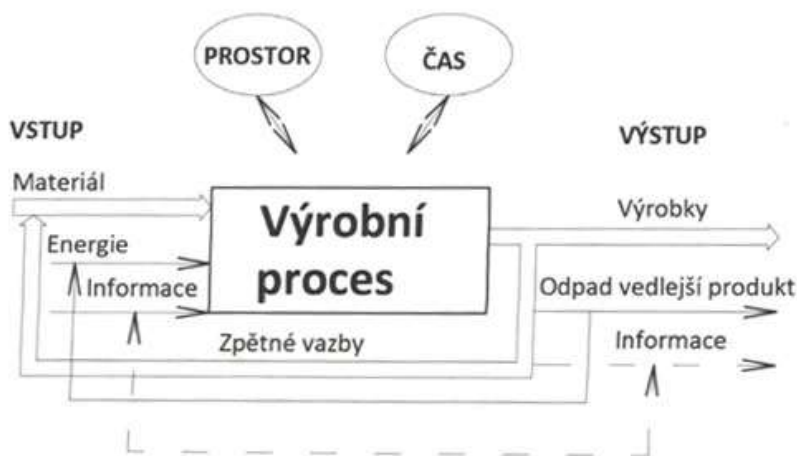 PROSTOR
ČAS
VSTUP
VÝSTUP
Materiál
Výrobní
proces
Výrobky
Energie
Informace
Odpad vedlejší produkt
Zpětné vazby
Informace